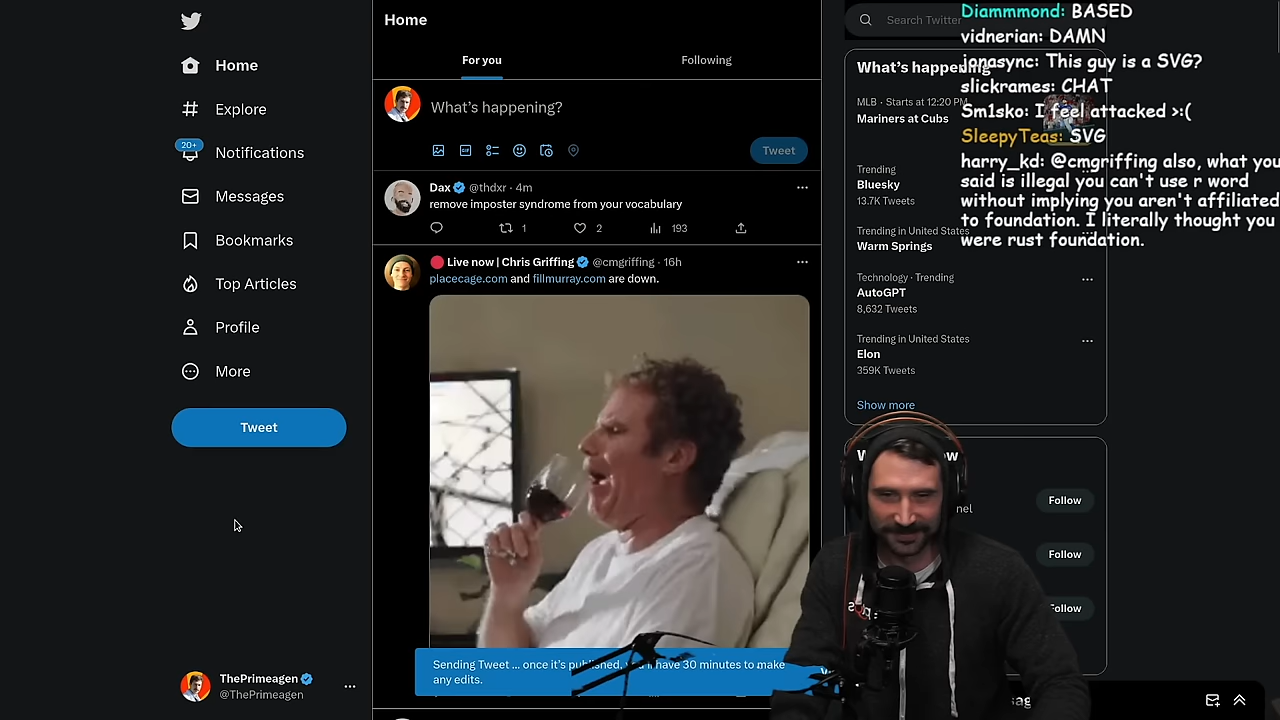 Home
Explore
20+
Notifications
Messages
Bookmarks
Top Articles
Profile
More
Tweet
ThePrimeagen
@ThePrimeagen
Home
For you
Following
What's happening?
Tweet
Dax @thdxr · 4m
remove imposter syndrome from your vocabulary
1
2
193
Live now | Chris Griffing @cmgriffing · 16h
placecage.com and fillmurray.com are down.
Sending Tweet ... once it's published, you'll have 30 minutes to make
any edits.
Search Twitter
What's happening
MLB · Starts at 12:20 PM
Mariners at Cubs
Trending
Bluesky
13.7K Tweets
Trending in United States
Warm Springs
Technology · Trending
AutoGPT
8,632 Tweets
Trending in United States
Elon
359K Tweets
Show more
Follow
Follow
Follow
Diammmond: BASED
vidnerian: DAMN
jonasync: This guy is a SVG?
slickrames: CHAT
Sm1sko: I feel attacked >:(
SleepyTeas: SVG
harry_kd: @cmgriffing also, what you
said is illegal you can't use r word
without implying you aren't affiliated
to foundation. I literally thought you
were rust foundation.